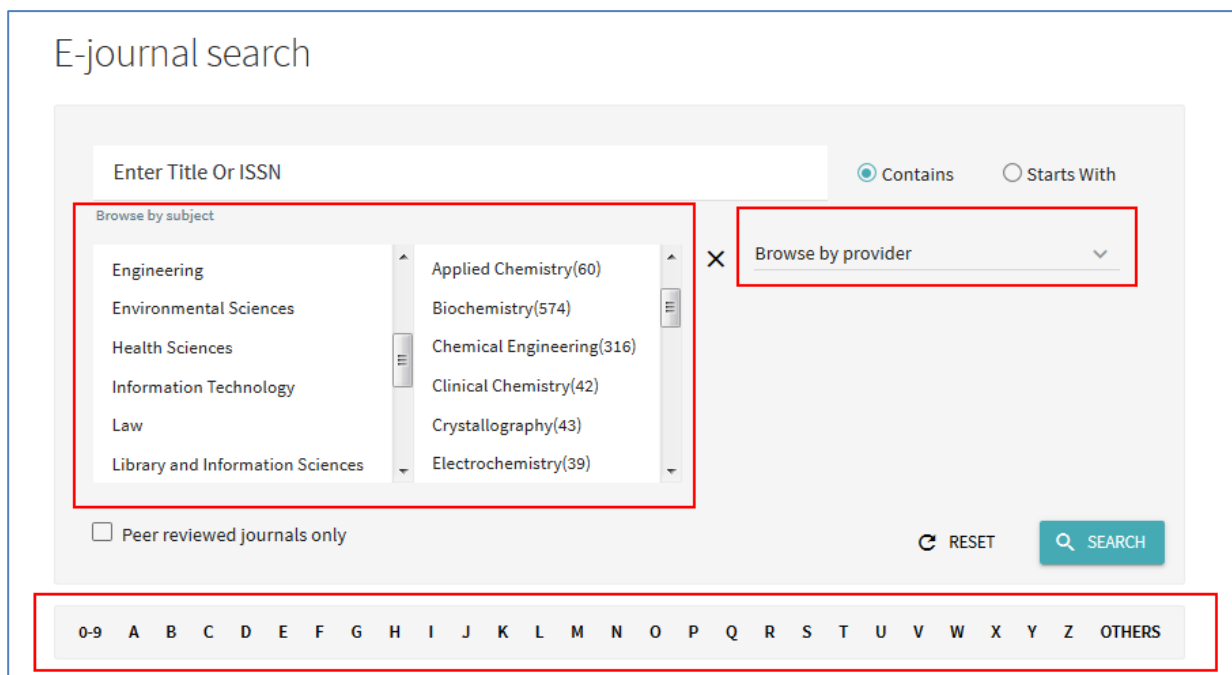 E-journal search
Enter Title Or ISSN
Contains
Starts With
Browse by subject
Browse by provider
Engineering
Environmental Sciences
Health Sciences
Information Technology
Law
Library and Information Sciences
Applied Chemistry(60)
Biochemistry(574)
Chemical Engineering(316)
Clinical Chemistry(42)
Crystallography(43)
Electrochemistry(39)
Peer reviewed journals only
RESET
SEARCH
0-9 A B C D E F G H I J K L M N O P Q R S T U V W X Y Z OTHERS